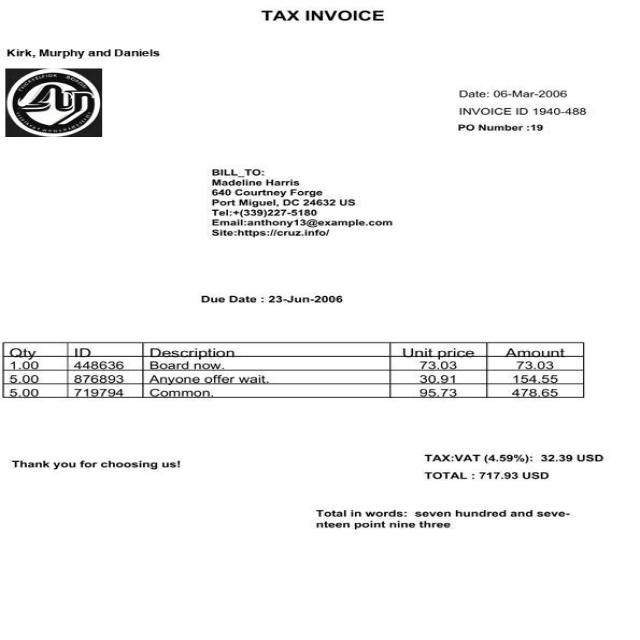 TAX INVOICE
Kirk, Murphy and Daniels
Date: 06-Mar-2006
INVOICE ID 1940-488
PO Number :19
BILL_TO:
Madeline Harris
640 Courtney Forge
Port Miguel, DC 24632 US
Tel:+(339)227-5180
Email:anthony13@example.com
Site:https://cruz.info/
Due Date : 23-Jun-2006
Qty ID Description Unit price Amount
1.00 448636 Board now. 73.03 73.03
5.00 876893 Anyone offer wait. 30.91 154.55
5.00 719794 Common. 95.73 478.65
TAX:VAT (4.59%): 32.39 USD
Thank you for choosing us!
TOTAL : 717.93 USD
Total in words: seven hundred and seve-
nteen point nine three